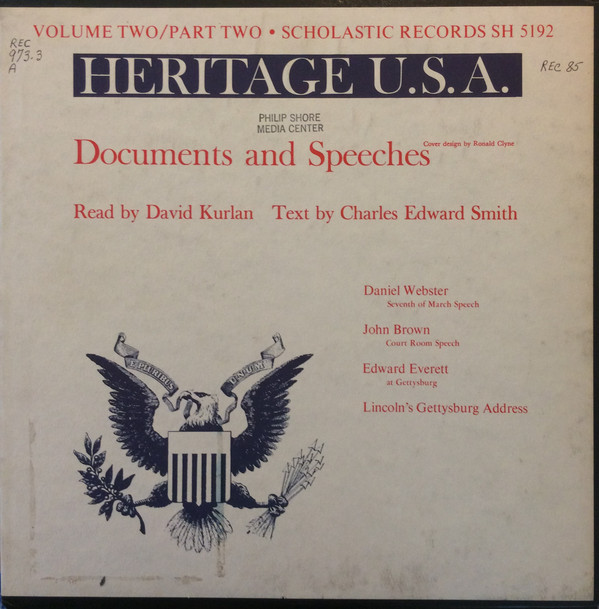 VOLUME TWO/PART TWO • SCHOLASTIC RECORDS SH 5192
REC
973.3
A
HERITAGE U.S.A.
REC 85
PHILIP SHORE
MEDIA CENTER
Cover design by Ronald Clyne
Documents and Speeches
Read by David Kurlan Text by Charles Edward Smith
Daniel Webster
Seventh of March Speech
John Brown
Court Room Speech
Edward Everett
at Gettysburg
Lincoln's Gettysburg Address
E PLURIBUS UNUM